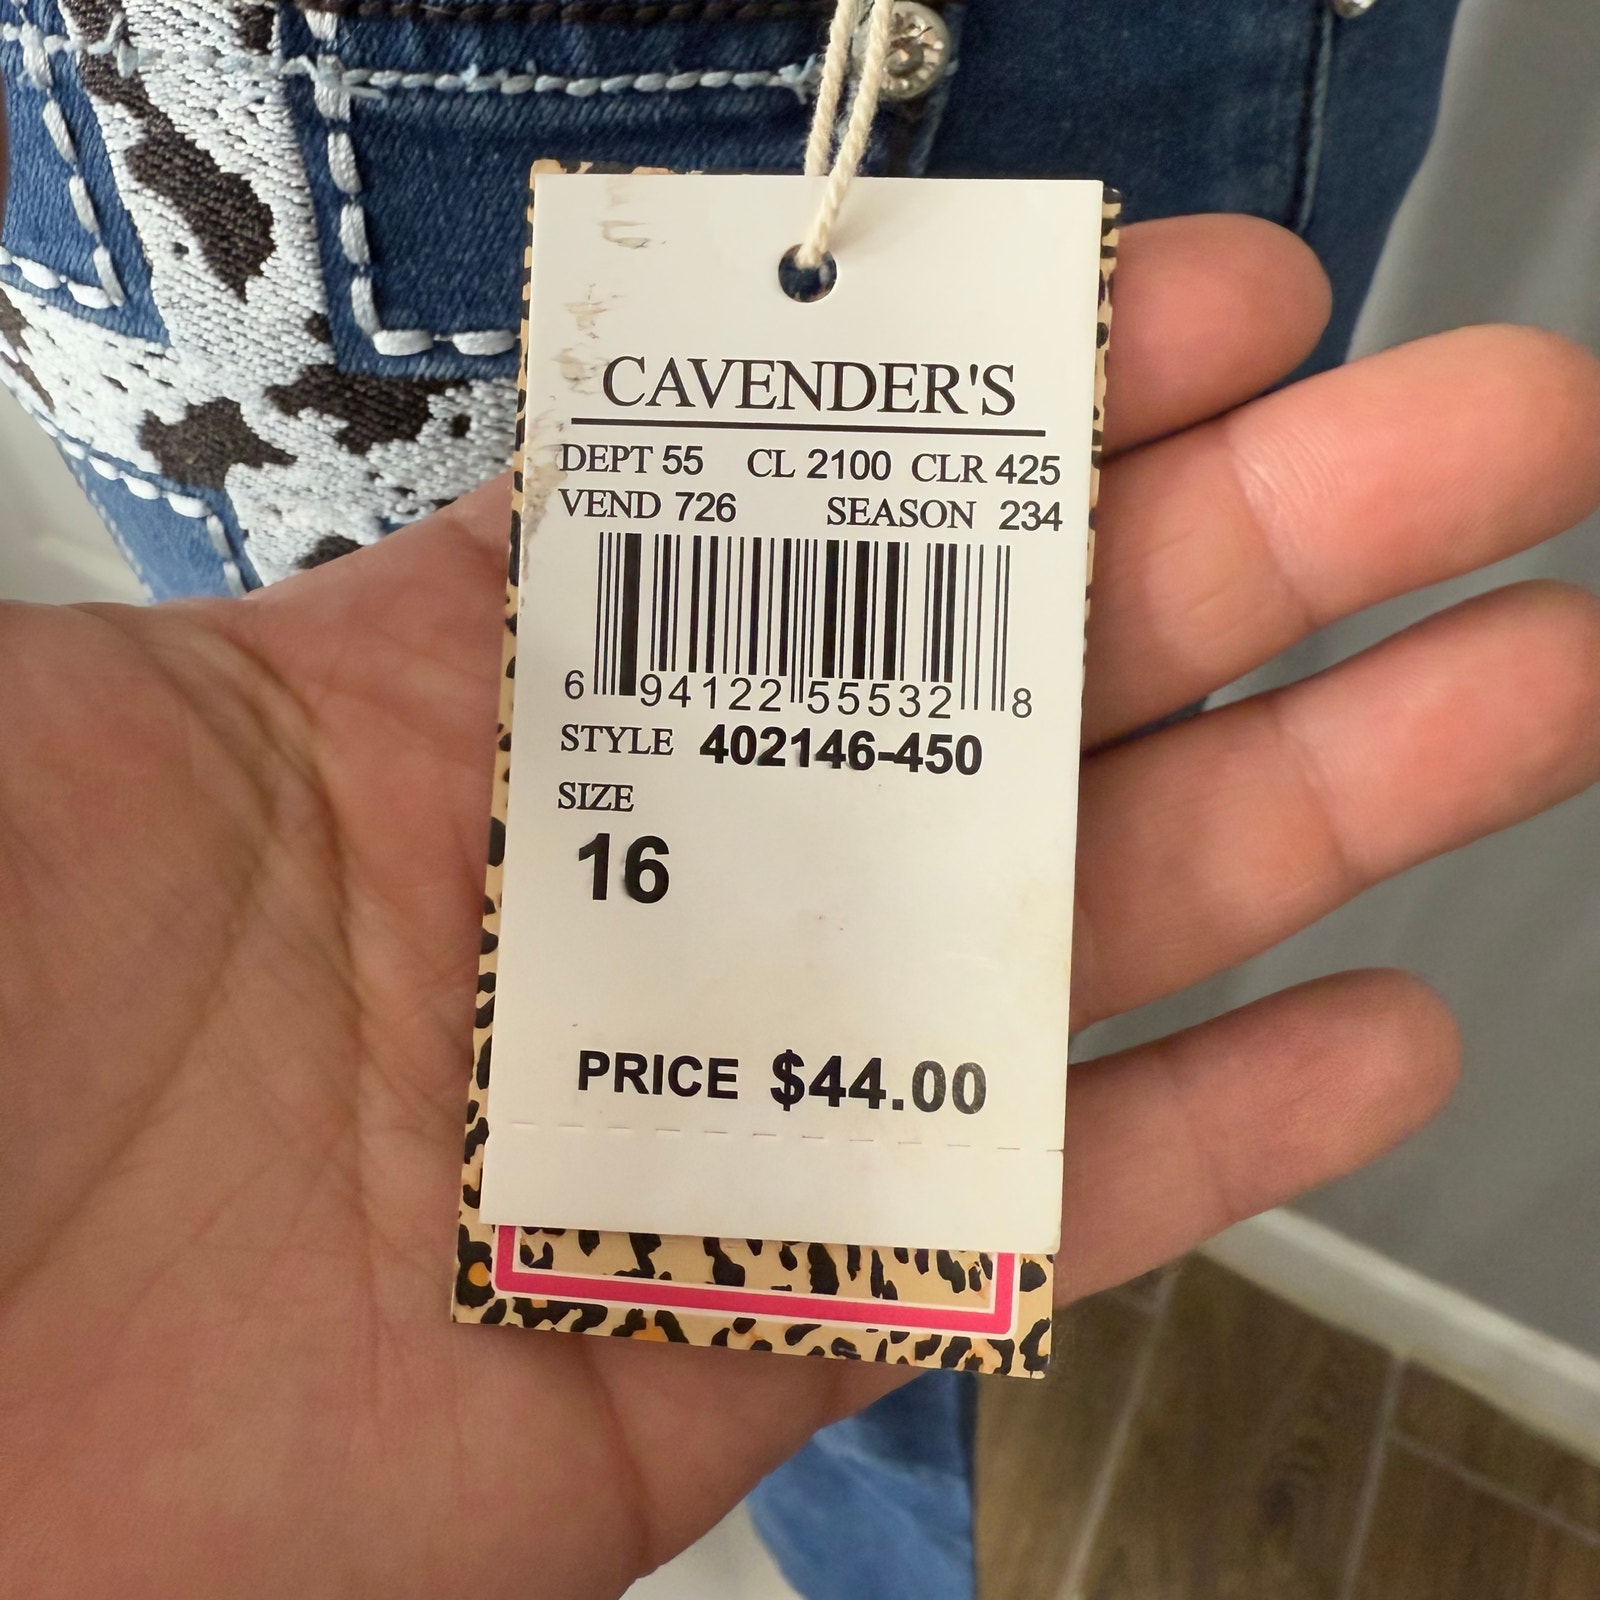 CAVENDER'S
DEPT 55 CL 2100 CLR 425
VEND 726 SEASON 234
6 94122 55532 8
STYLE 402146-450
SIZE
16
PRICE $44.00